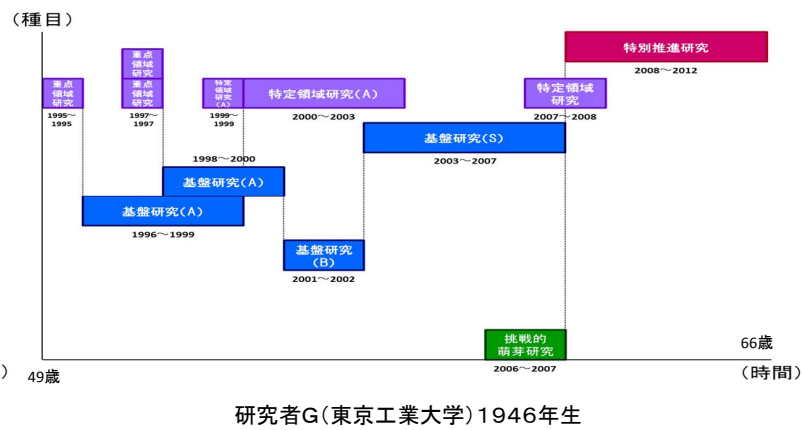 (種目)
特別推進研究
2008～2012
重点
領域
研究
重点
領域
研究
1995～
1995
重点
領域
研究
1997～
1997
特定
領域
研究
(A)
1999～
1999
特定領域研究(A)
2000～2003
特定領域
研究
2007～2008
基盤研究(S)
2003～2007
1998～2000
基盤研究(A)
基盤研究(A)
1996～1999
基盤研究
(B)
2001～2002
挑戦的
萌芽研究
2006～2007
66歳
) 49歳
(時間)
研究者G(東京工業大学)1946年生